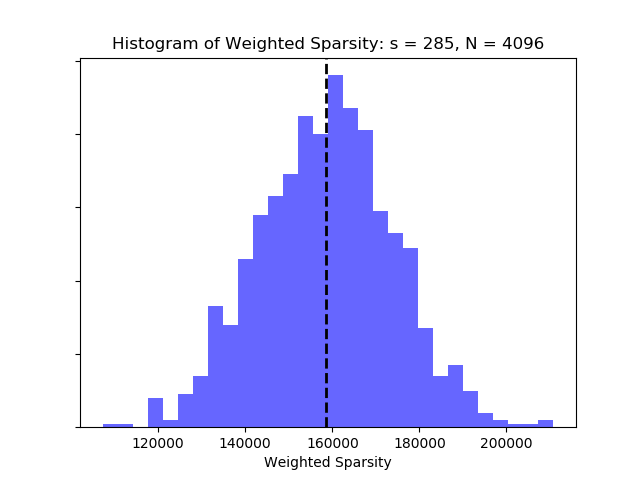 Histogram of Weighted Sparsity: s = 285, N = 4096
120000 140000 160000 180000 200000
Weighted Sparsity